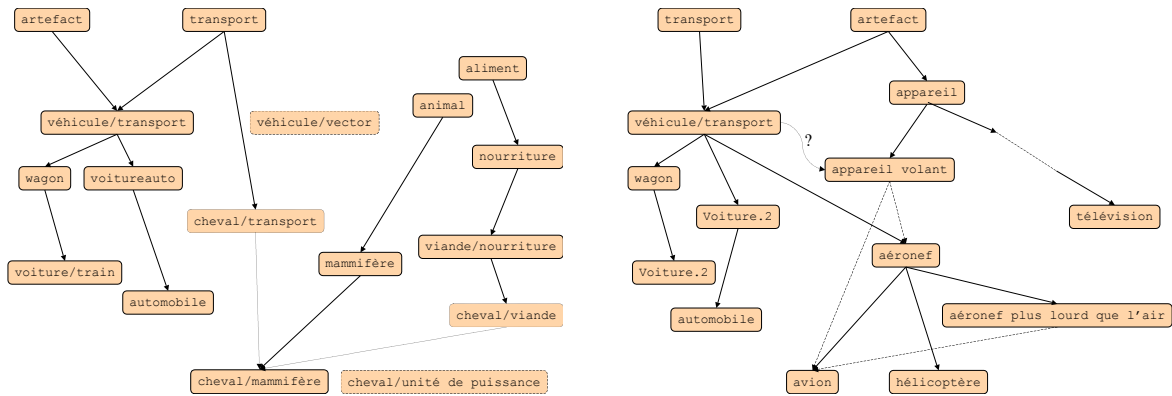 artefact
transport
aliment
animal
véhicule/transport
véhicule/vector
nourriture
wagon
voitureauto
cheval/transport
viande/nourriture
mammifère
voiture/train
automobile
cheval/viande
cheval/mammifère
cheval/unité de puissance
transport
artefact
appareil
véhicule/transport
?
appareil volant
wagon
Voiture.2
télévision
aéronef
Voiture.2
automobile
aéronef plus lourd que l'air
avion
hélicoptère